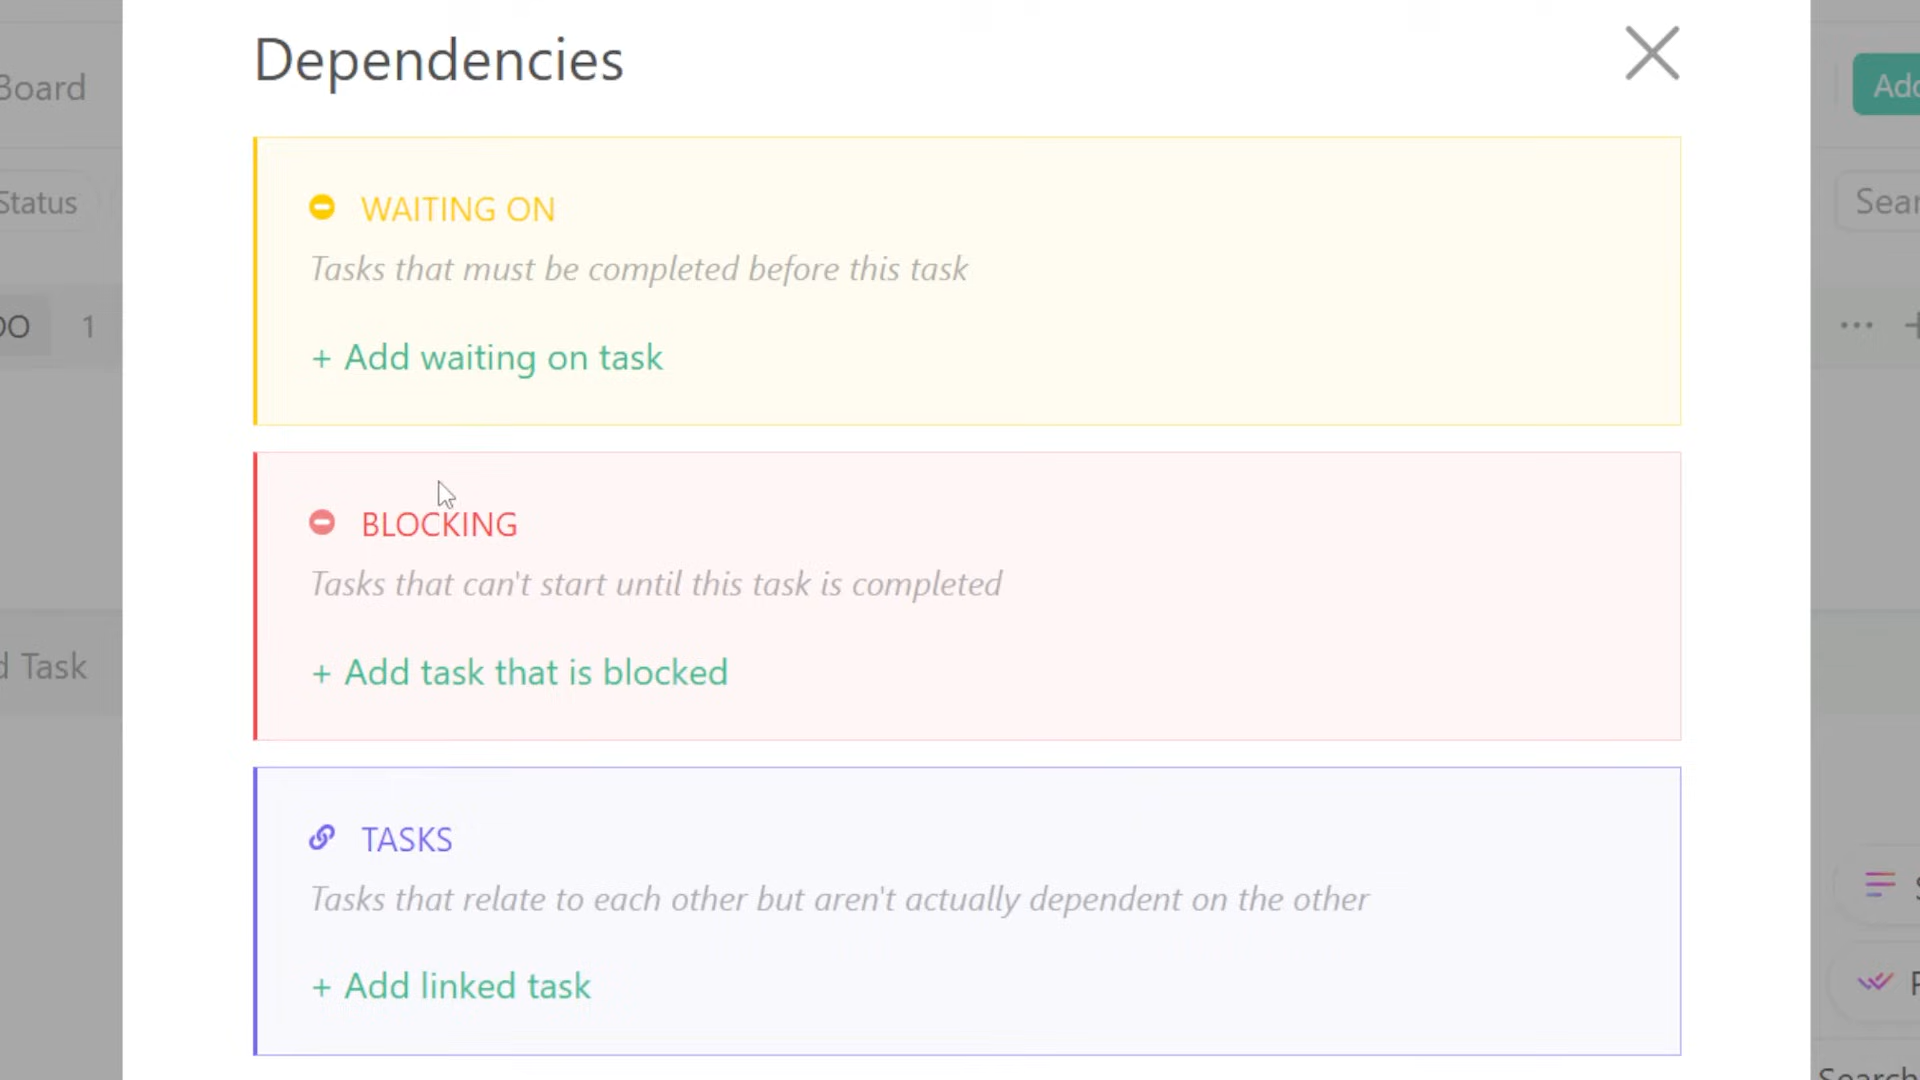 Dependencies
Board
Status
1
Task
WAITING ON
Tasks that must be completed before this task
+ Add waiting on task
BLOCKING
Tasks that can't start until this task is completed
+ Add task that is blocked
TASKS
Tasks that relate to each other but aren't actually dependent on the other
+ Add linked task